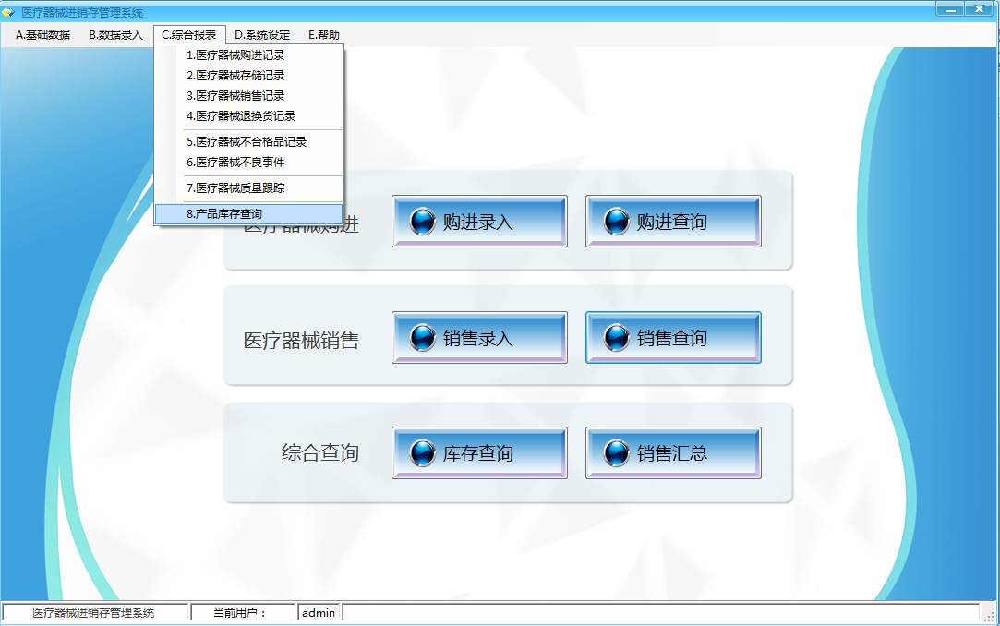 医疗器械进销存管理系统
A.基础数据 B.数据录入 C.综合报表 D.系统设定 E.帮助
1.医疗器械购进记录
2.医疗器械存储记录
3.医疗器械销售记录
4.医疗器械退换货记录
5.医疗器械不合格品记录
6.医疗器械不良事件
7.医疗器械质量跟踪
8.产品库存查询
医疗器械购进 购进录入 购进查询
医疗器械销售 销售录入 销售查询
综合查询 库存查询 销售汇总
医疗器械进销存管理系统 当前用户： admin